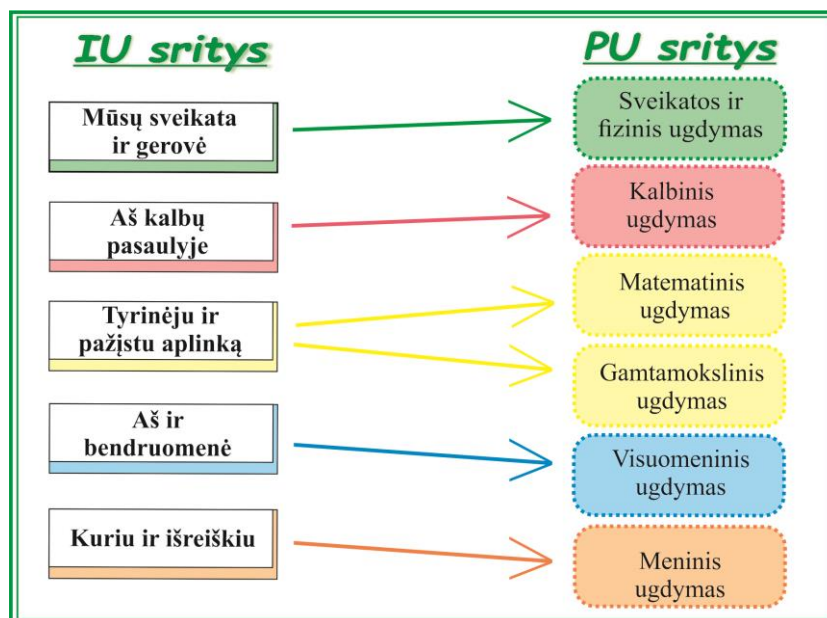 IU sritys
PU sritys
Mūsų sveikata
ir gerovė
Sveikatos ir
fizinis ugdymas
Aš kalbų
pasaulyje
Kalbinis
ugdymas
Tyrinėju ir
pažįstu aplinką
Matematinis
ugdymas
Gamtamokslinis
ugdymas
Aš ir
bendruomenė
Visuomeninis
ugdymas
Kuriu ir išreiškiu
Meninis
ugdymas